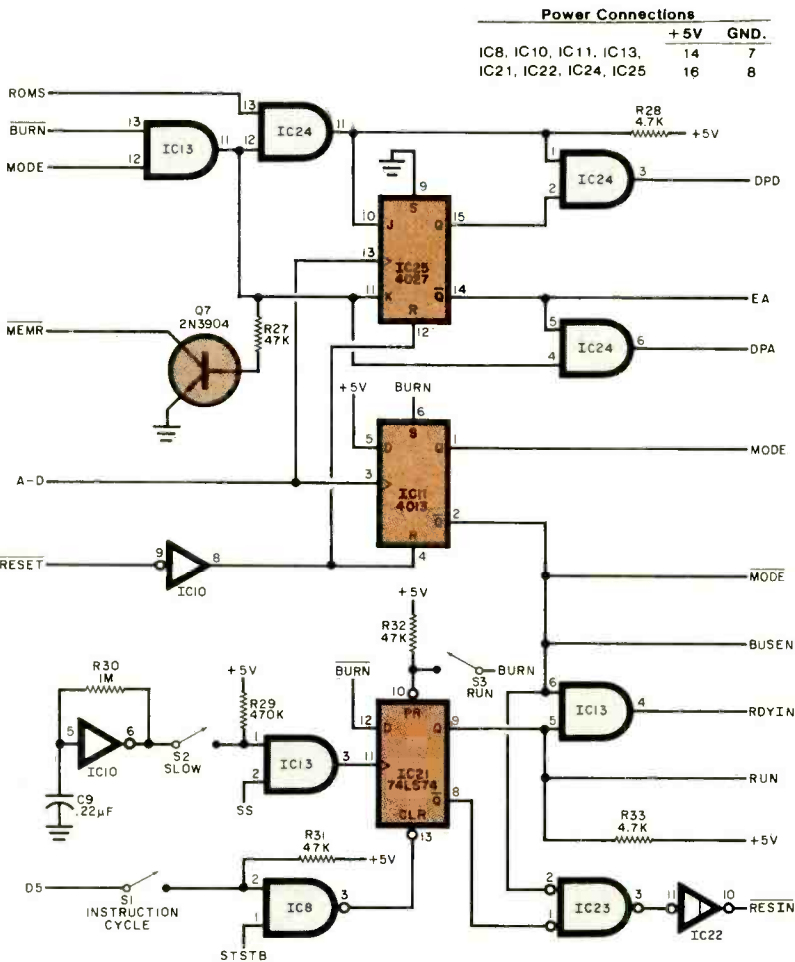 Power Connections
+5V GND.
IC8, IC10, IC11, IC13, 14 7
IC21, IC22, IC24, IC25 16 8
ROMS
BURN
MODE
13
12
IC13
11
13
12
IC24
11
R28
4.7K
+5V
1
2
IC24
3
DPD
9
S
10
J
Q
15
13
IC25
4027
11
K
Q
14
R
12
EA
5
4
IC24
6
DPA
Q7
2N3904
MEMR
R27
47K
+5V
BURN
6
S
5
D
Q
1
MODE
A-D
3
IC11
4013
Q
2
R
4
RESET
9
8
IC10
MODE
BUSEN
+5V
R32
47K
BURN
S3
RUN
BURN
R30
1M
5
6
IC10
C9
.22µF
S2
SLOW
+5V
R29
470K
1
2
SS
IC13
3
10
PR
12
D
Q
9
11
IC21
74LS74
Q
8
CLR
13
6
5
IC13
4
RDYIN
RUN
R33
4.7K
+5V
R31
47K
+5V
D5
S1
INSTRUCTION
CYCLE
2
1
IC8
3
STSTB
2
1
IC23
3
11
10
IC22
RESIN